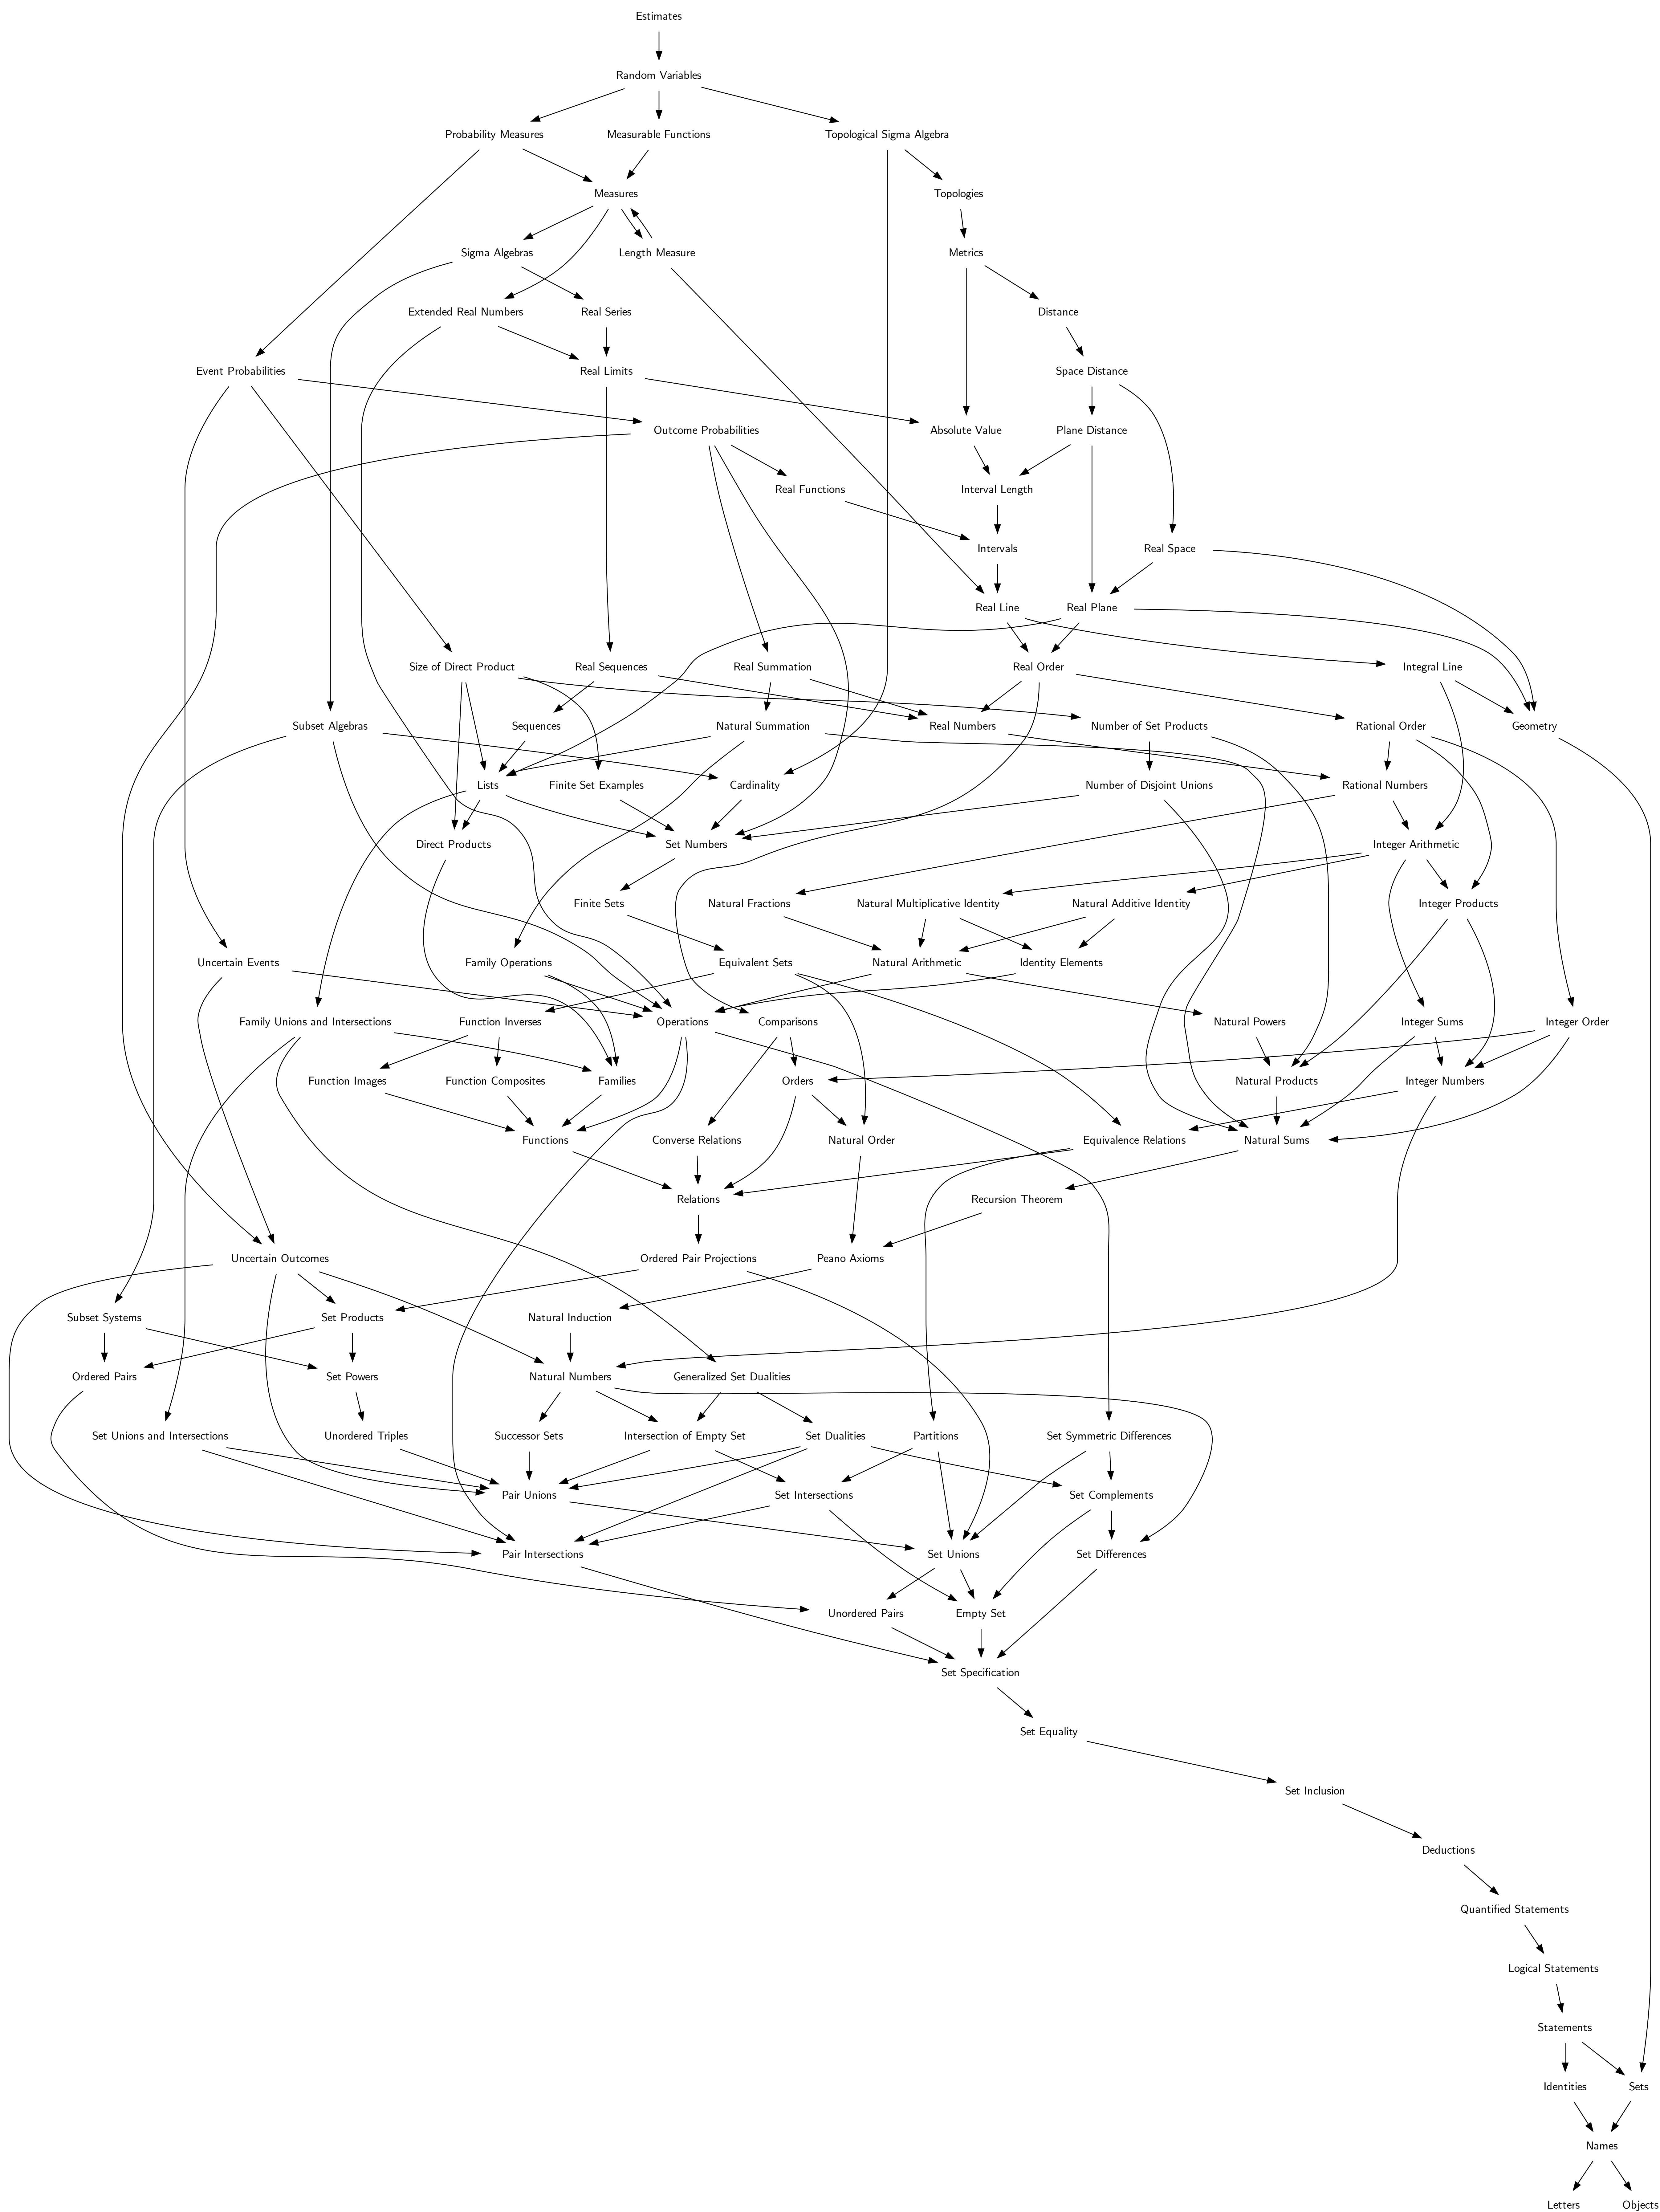 Estimates
Random Variables
Probability Measures
Measurable Functions
Topological Sigma Algebra
Measures
Topologies
Sigma Algebras
Length Measure
Metrics
Extended Real Numbers
Real Series
Distance
Event Probabilities
Real Limits
Space Distance
Outcome Probabilities
Absolute Value
Plane Distance
Real Functions
Interval Length
Intervals
Real Space
Real Line
Real Plane
Size of Direct Product
Real Sequences
Real Summation
Real Order
Integral Line
Subset Algebras
Sequences
Natural Summation
Real Numbers
Number of Set Products
Rational Order
Geometry
Lists
Finite Set Examples
Cardinality
Number of Disjoint Unions
Rational Numbers
Direct Products
Set Numbers
Integer Arithmetic
Finite Sets
Natural Fractions
Natural Multiplicative Identity
Natural Additive Identity
Integer Products
Uncertain Events
Family Operations
Equivalent Sets
Natural Arithmetic
Identity Elements
Family Unions and Intersections
Function Inverses
Operations
Comparisons
Natural Powers
Integer Sums
Integer Order
Function Images
Function Composites
Families
Orders
Natural Products
Integer Numbers
Functions
Converse Relations
Natural Order
Equivalence Relations
Natural Sums
Relations
Recursion Theorem
Uncertain Outcomes
Ordered Pair Projections
Peano Axioms
Subset Systems
Set Products
Natural Induction
Ordered Pairs
Set Powers
Natural Numbers
Generalized Set Dualities
Set Unions and Intersections
Unordered Triples
Successor Sets
Intersection of Empty Set
Set Dualities
Partitions
Set Symmetric Differences
Pair Unions
Set Intersections
Set Complements
Pair Intersections
Set Unions
Set Differences
Unordered Pairs
Empty Set
Set Specification
Set Equality
Set Inclusion
Deductions
Quantified Statements
Logical Statements
Statements
Identities
Sets
Names
Letters
Objects